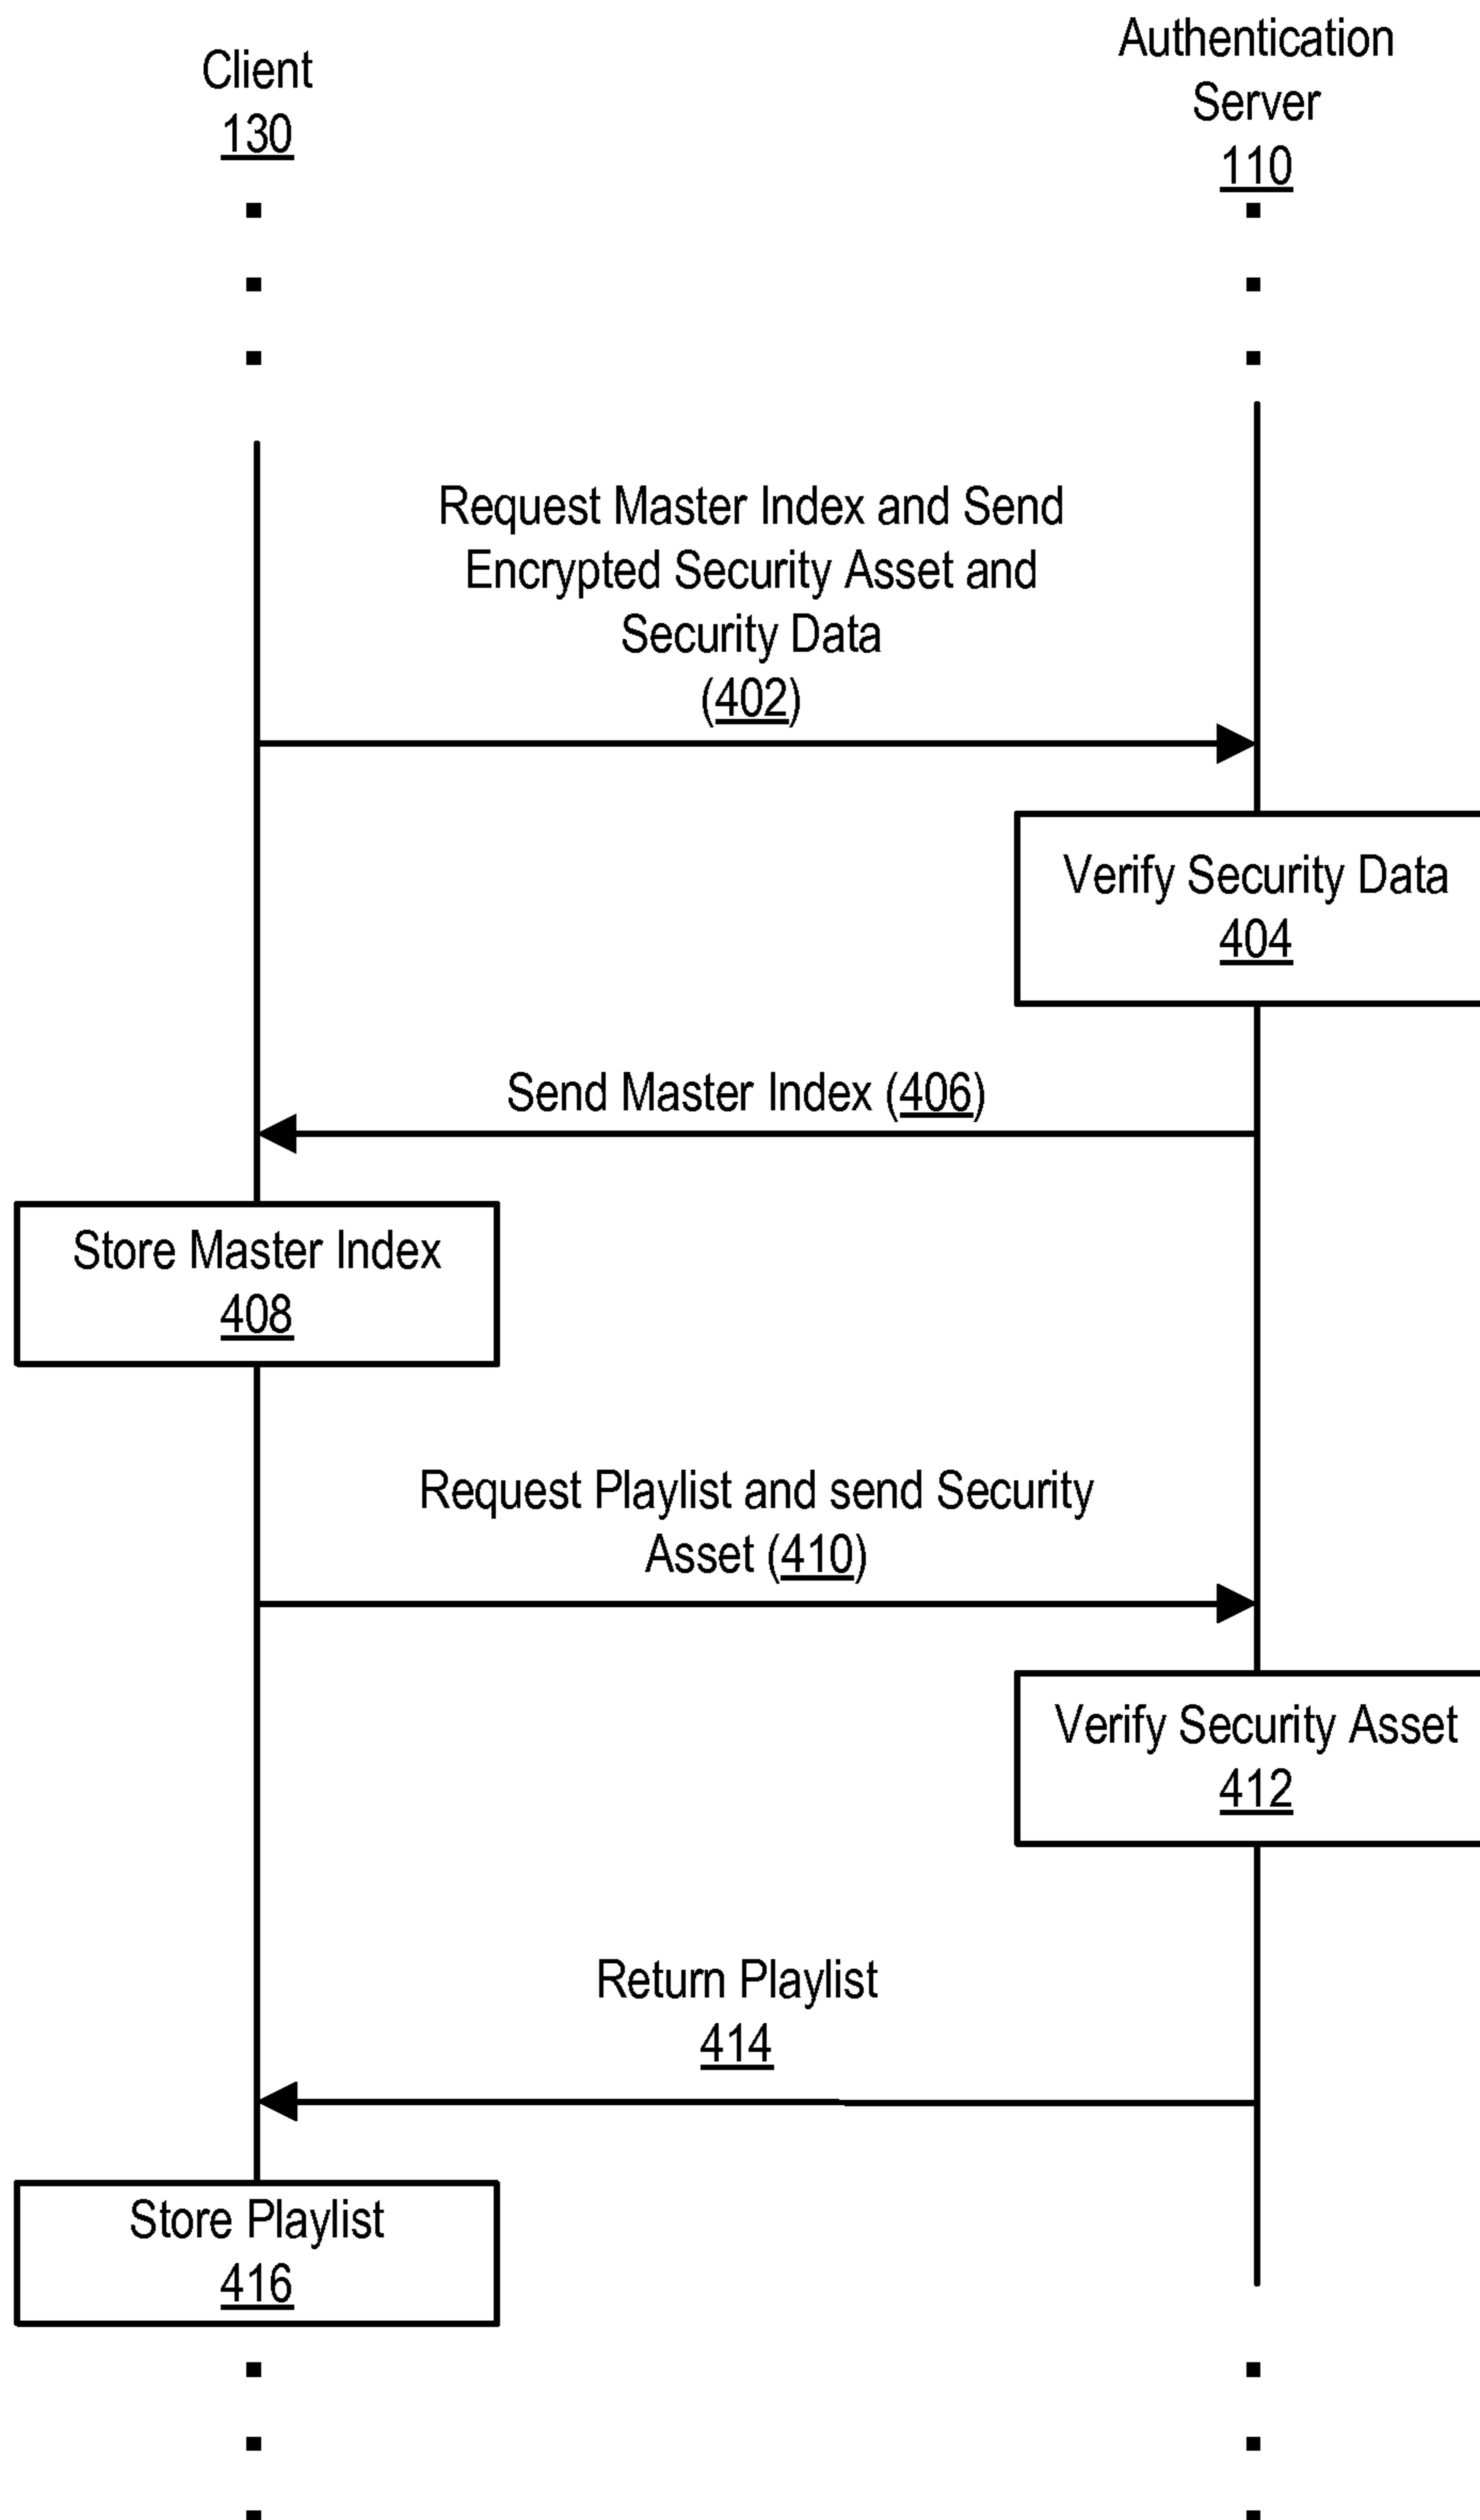 Client
130
Authentication
Server
110
Request Master Index and Send
Encrypted Security Asset and
Security Data
(402)
Verify Security Data
404
Send Master Index (406)
Store Master Index
408
Request Playlist and send Security
Asset (410)
Verify Security Asset
412
Return Playlist
414
Store Playlist
416